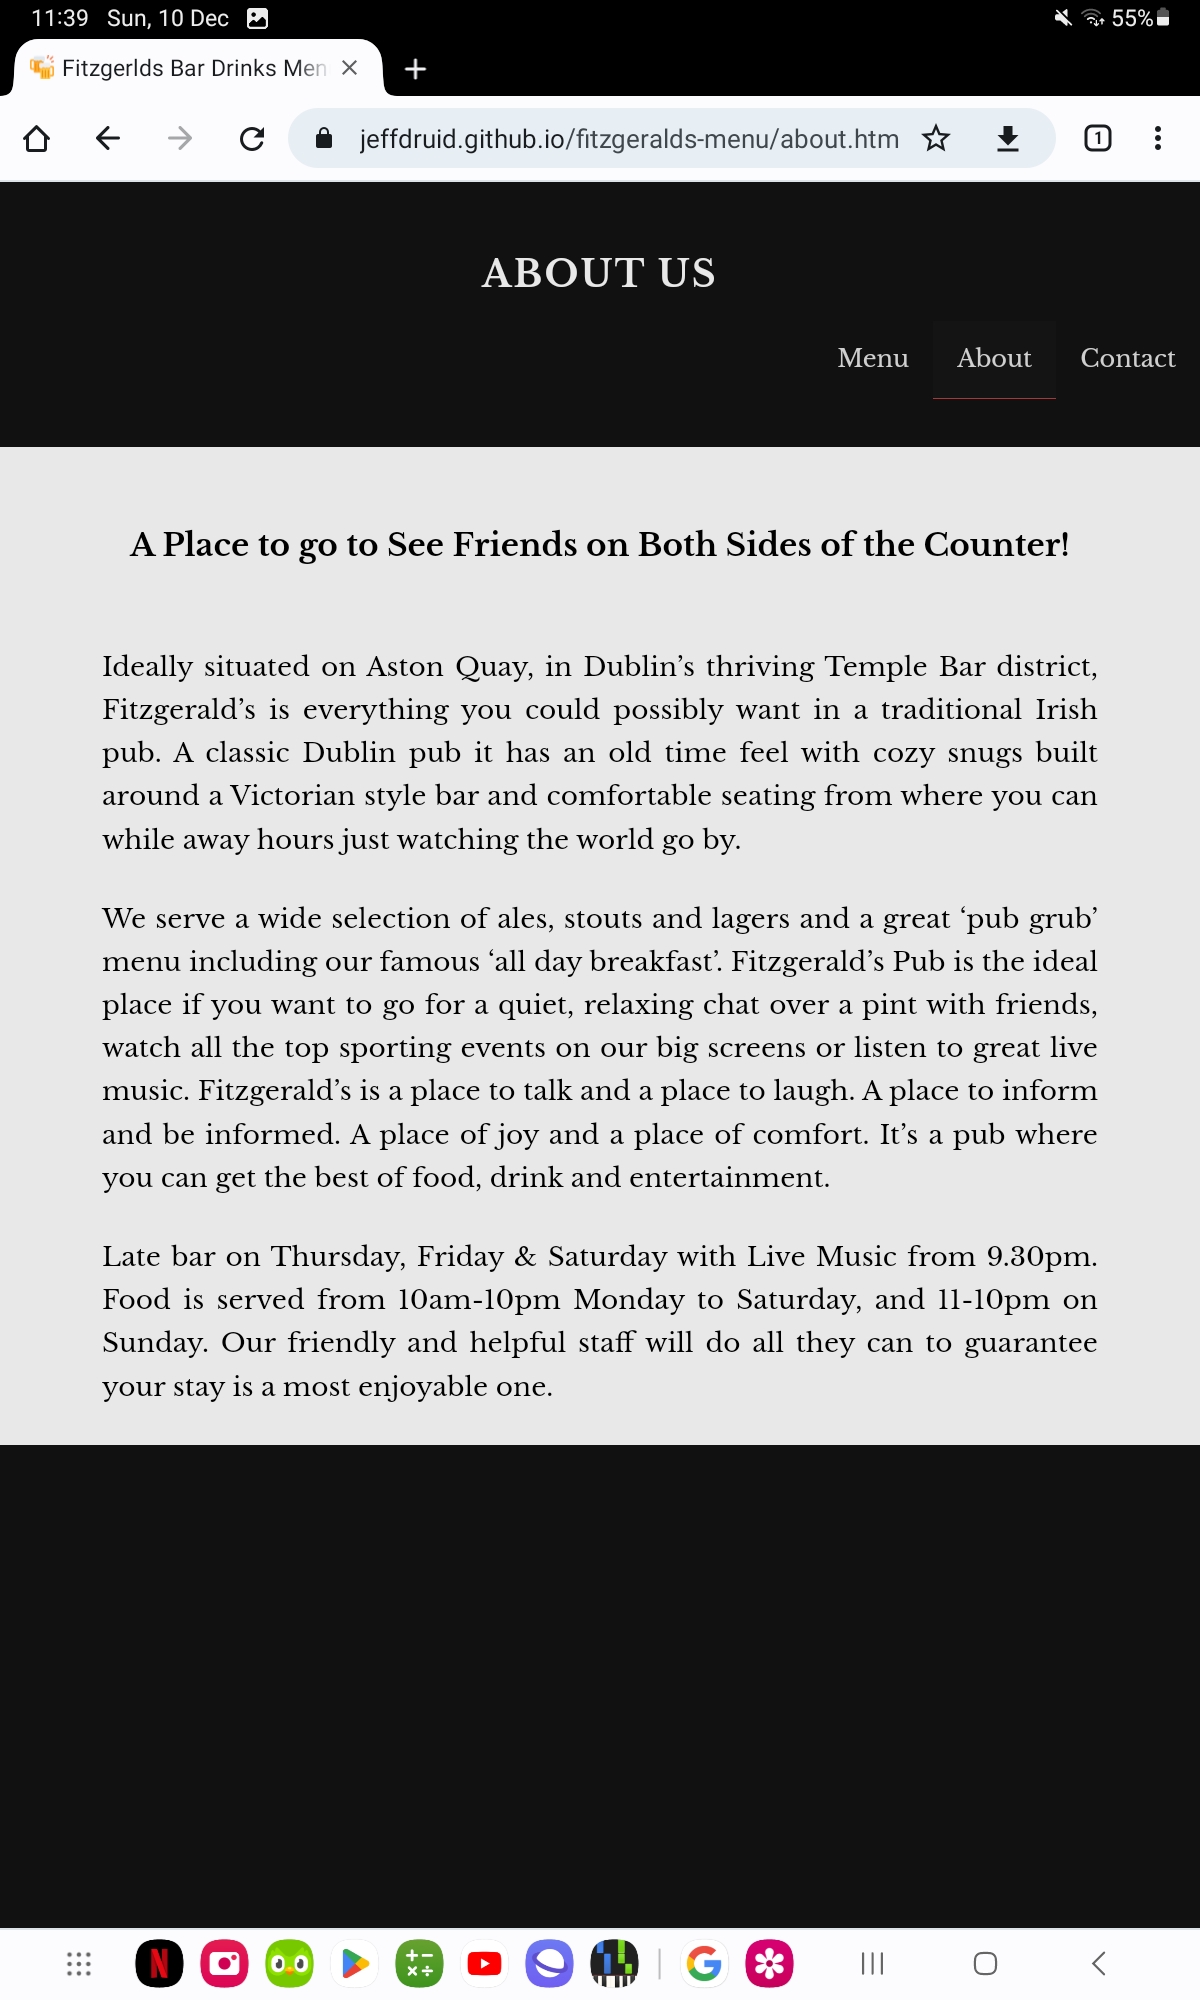 11:39 Sun, 10 Dec
55%
Fitzgerlds Bar Drinks Men
jeffdruid.github.io/fitzgeralds-menu/about.htm
1
ABOUT US
Menu About Contact
A Place to go to See Friends on Both Sides of the Counter!
Ideally situated on Aston Quay, in Dublin’s thriving Temple Bar district,
Fitzgerald’s is everything you could possibly want in a traditional Irish
pub. A classic Dublin pub it has an old time feel with cozy snugs built
around a Victorian style bar and comfortable seating from where you can
while away hours just watching the world go by.
We serve a wide selection of ales, stouts and lagers and a great ‘pub grub’
menu including our famous ‘all day breakfast’. Fitzgerald’s Pub is the ideal
place if you want to go for a quiet, relaxing chat over a pint with friends,
watch all the top sporting events on our big screens or listen to great live
music. Fitzgerald’s is a place to talk and a place to laugh. A place to inform
and be informed. A place of joy and a place of comfort. It’s a pub where
you can get the best of food, drink and entertainment.
Late bar on Thursday, Friday & Saturday with Live Music from 9.30pm.
Food is served from 10am-10pm Monday to Saturday, and 11-10pm on
Sunday. Our friendly and helpful staff will do all they can to guarantee
your stay is a most enjoyable one.